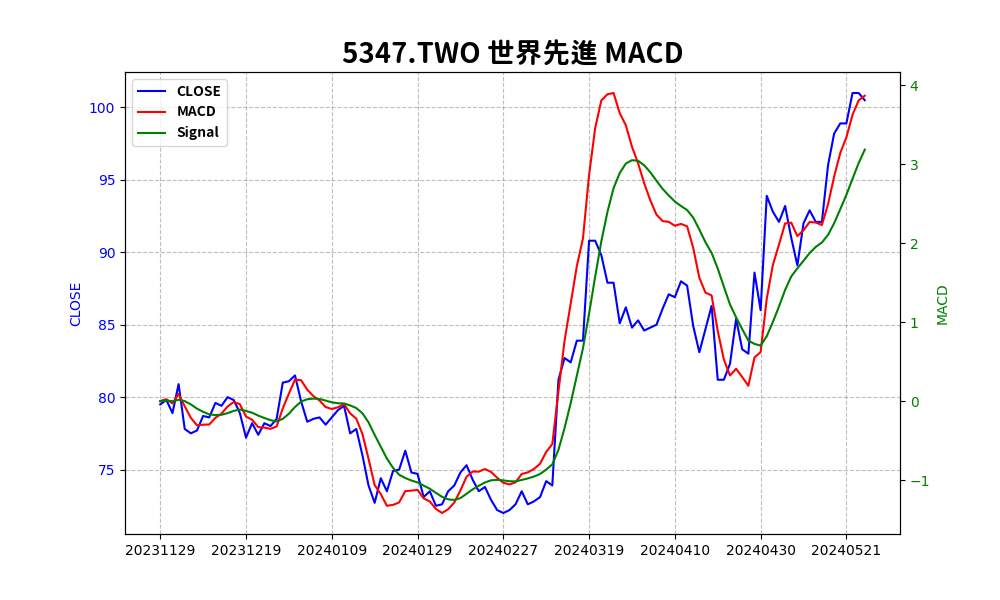 5347.TWO 世界先進 MACD
CLOSE
MACD
Signal
100
95
90
85
80
75
CLOSE
4
3
2
1
0
−1
MACD
20231129 20231219 20240109 20240129 20240227 20240319 20240410 20240430 20240521